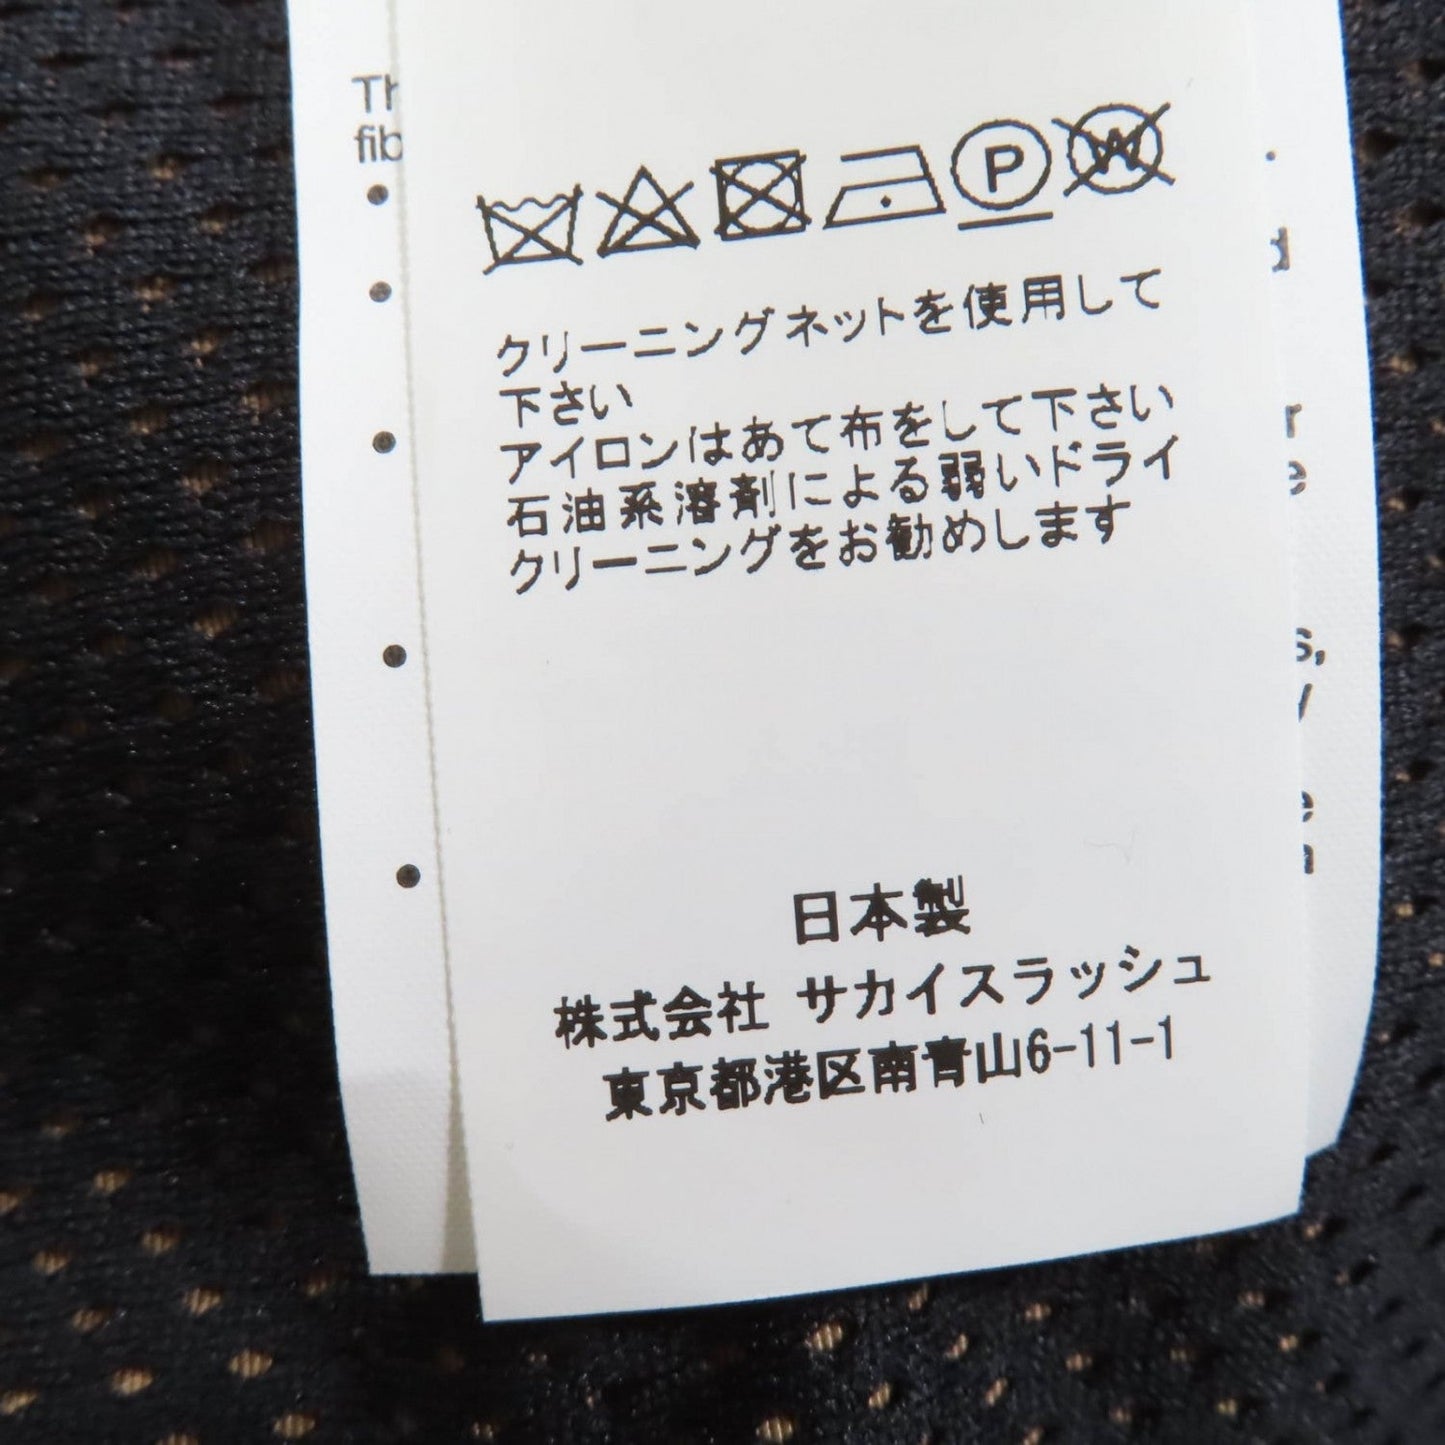 P W
クリーニングネットを使用して
下さい
アイロンはあて布をして下さい
石油系溶剤による弱いドライ
クリーニングをお勧めします
日本製
株式会社 サカイスラッシュ
東京都港区南青山6-11-1